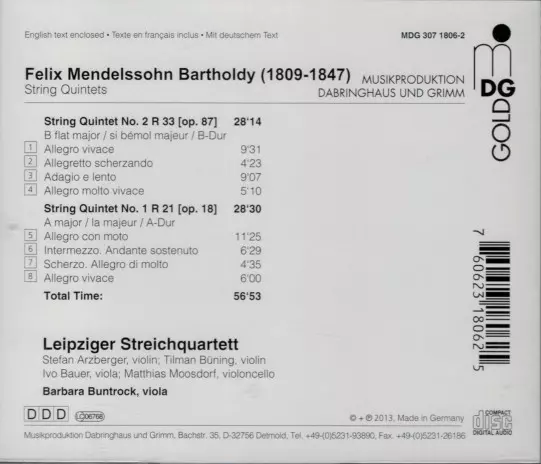 English text enclosed • Texte en français inclus • Mit deutschem Text
MDG 307 1806-2
Felix Mendelssohn Bartholdy (1809-1847)
String Quintets
MUSIKPRODUKTION
DABRINGHAUS UND GRIMM
mDG
GOLD
String Quintet No. 2 R 33 [op. 87] 28'14
B flat major / si bémol majeur / B-Dur
1 Allegro vivace 9'31
2 Allegretto scherzando 4'23
3 Adagio e lento 9'07
4 Allegro molto vivace 5'10
String Quintet No. 1 R 21 [op. 18] 28'30
A major / la majeur / A-Dur
5 Allegro con moto 11'25
6 Intermezzo. Andante sostenuto 6'29
7 Scherzo. Allegro di molto 4'35
8 Allegro vivace 6'00
Total Time: 56'53
7 60623 18062 5
Leipziger Streichquartett
Stefan Arzberger, violin; Tilman Büning, violin
Ivo Bauer, viola; Matthias Moosdorf, violoncello
Barbara Buntrock, viola
DDD LC 06768
© + ℗ 2013, Made in Germany
COMPACT
disc
DIGITAL AUDIO
Musikproduktion Dabringhaus und Grimm, Bachstr. 35, D-32756 Detmold, Tel. +49-(0)5231-93890, Fax. +49-(0)5231-26186